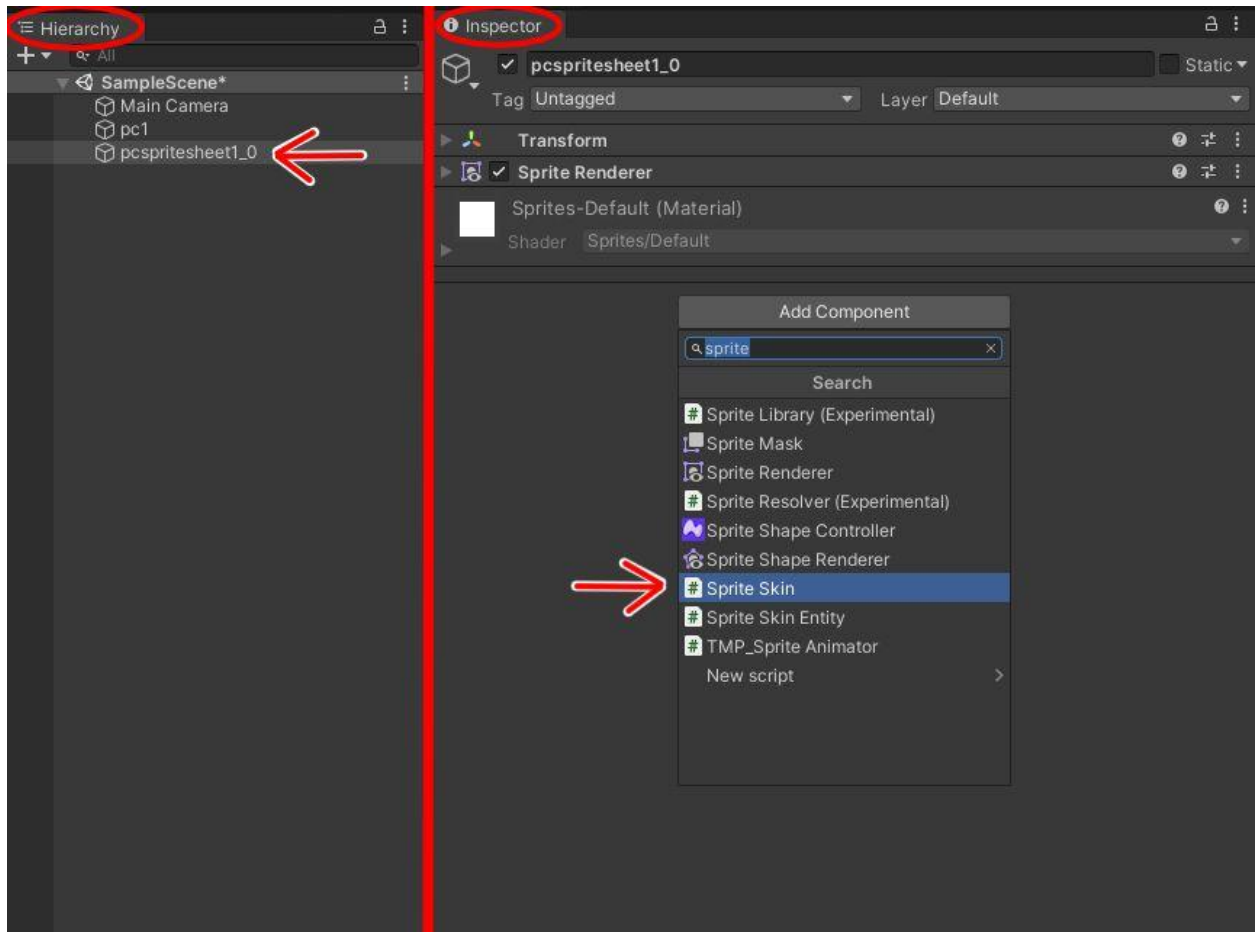 Hierarchy
All
SampleScene*
Main Camera
pc1
pcspritesheet1_0
Inspector
pcspritesheet1_0
Static
Tag Untagged Layer Default
Transform
Sprite Renderer
Sprites-Default (Material)
Shader Sprites/Default
Add Component
sprite
Search
Sprite Library (Experimental)
Sprite Mask
Sprite Renderer
Sprite Resolver (Experimental)
Sprite Shape Controller
Sprite Shape Renderer
Sprite Skin
Sprite Skin Entity
TMP_Sprite Animator
New script